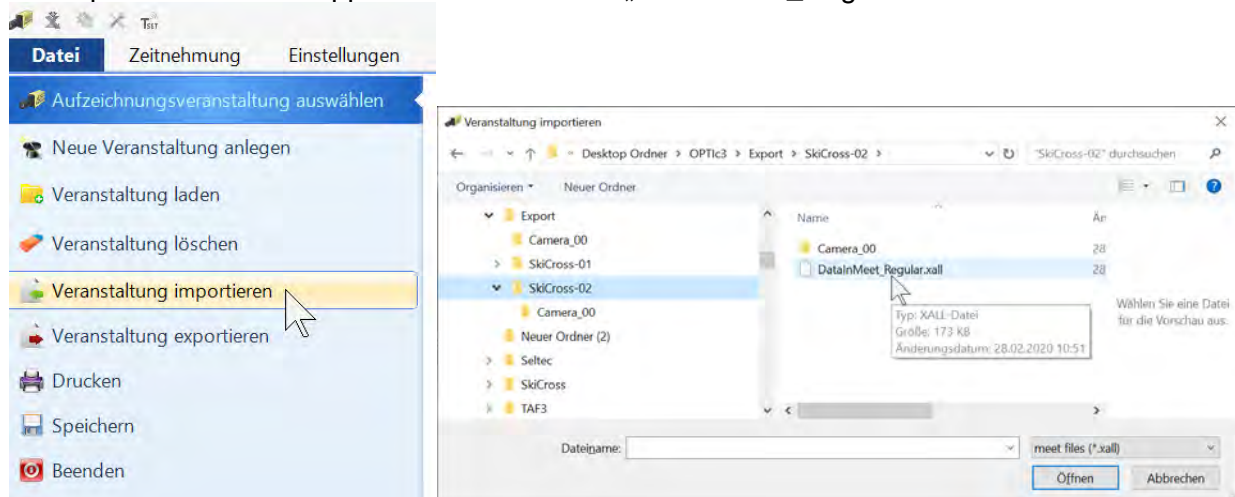 Datei Zeitnehmung Einstellungen
Aufzeichnungsveranstaltung auswählen
Neue Veranstaltung anlegen
Veranstaltung laden
Veranstaltung löschen
Veranstaltung importieren
Veranstaltung exportieren
Drucken
Speichern
Beenden
Veranstaltung importieren
Desktop Ordner > OPTIc3 > Export > SkiCross-02 >
"SkiCross-02" durchsuchen
Organisieren
Neuer Ordner
Export
Camera_00
SkiCross-01
SkiCross-02
Camera_00
Neuer Ordner (2)
Seltec
SkiCross
TAF3
Name Än
Camera_00 28
DataInMeet_Regular.xall 28
Typ: XALL-Datei
Größe: 173 KB
Änderungsdatum: 28.02.2020 10:51
Wählen Sie eine Datei
für die Vorschau aus.
Dateiname:
meet files (*.xall)
Öffnen Abbrechen